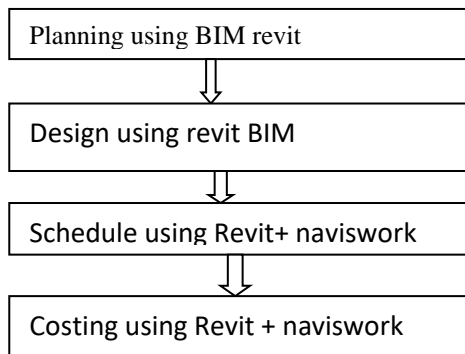 Planning using BIM revit
Design using revit BIM
Schedule using Revit+ naviswork
Costing using Revit + naviswork